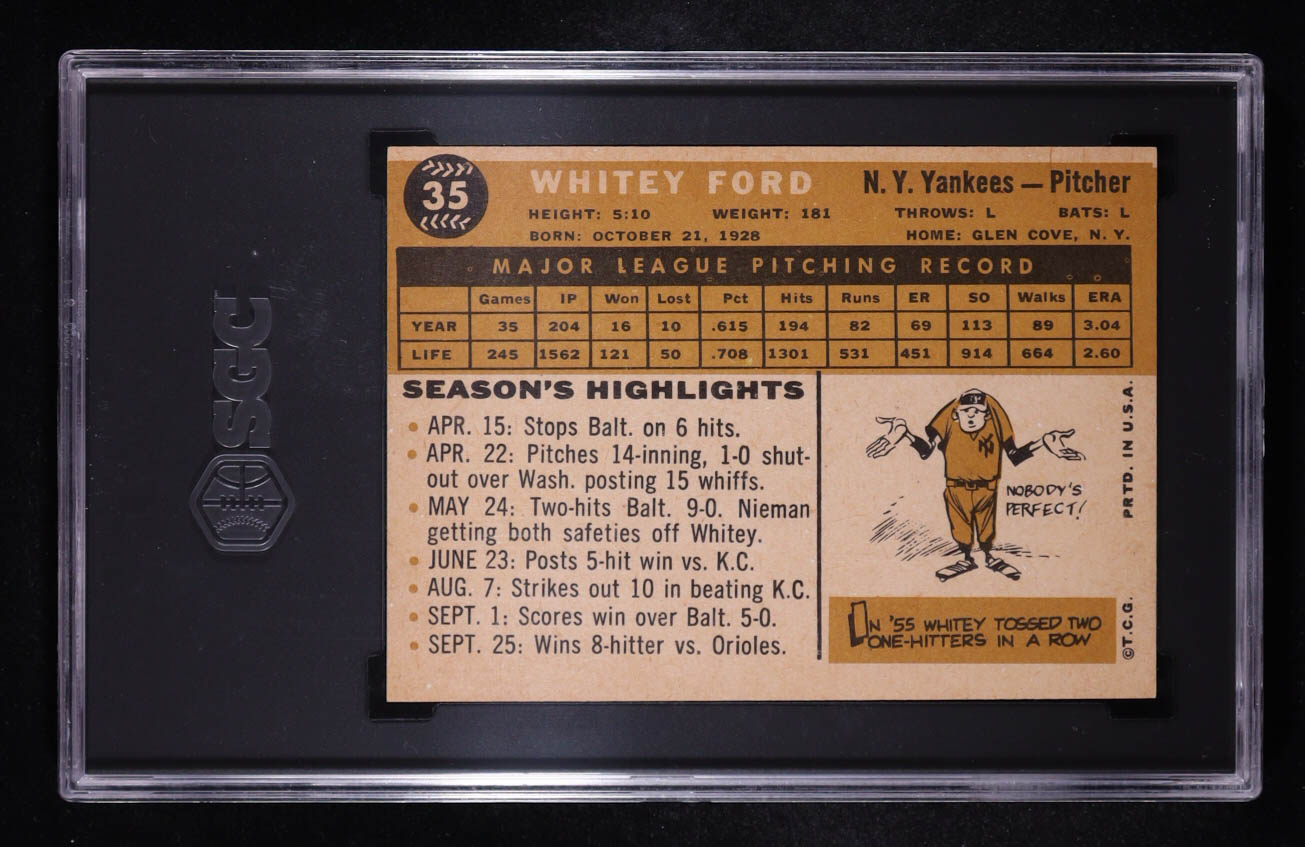 SGC
35
WHITEY FORD N. Y. Yankees — Pitcher
HEIGHT: 5:10 WEIGHT: 181 THROWS: L BATS: L
BORN: OCTOBER 21, 1928 HOME: GLEN COVE, N. Y.
MAJOR LEAGUE PITCHING RECORD
Games IP Won Lost Pct Hits Runs ER SO Walks ERA
YEAR 35 204 16 10 .615 194 82 69 113 89 3.04
LIFE 245 1562 121 50 .708 1301 531 451 914 664 2.60
SEASON'S HIGHLIGHTS
• APR. 15: Stops Balt. on 6 hits.
• APR. 22: Pitches 14-inning, 1-0 shut-
out over Wash. posting 15 whiffs.
• MAY 24: Two-hits Balt. 9-0. Nieman
getting both safeties off Whitey.
• JUNE 23: Posts 5-hit win vs. K.C.
• AUG. 7: Strikes out 10 in beating K.C.
• SEPT. 1: Scores win over Balt. 5-0.
• SEPT. 25: Wins 8-hitter vs. Orioles.
NY
NOBODY'S
PERFECT!
IN '55 WHITEY TOSSED TWO
ONE-HITTERS IN A ROW
©T.C.G. PRTD. IN U.S.A.